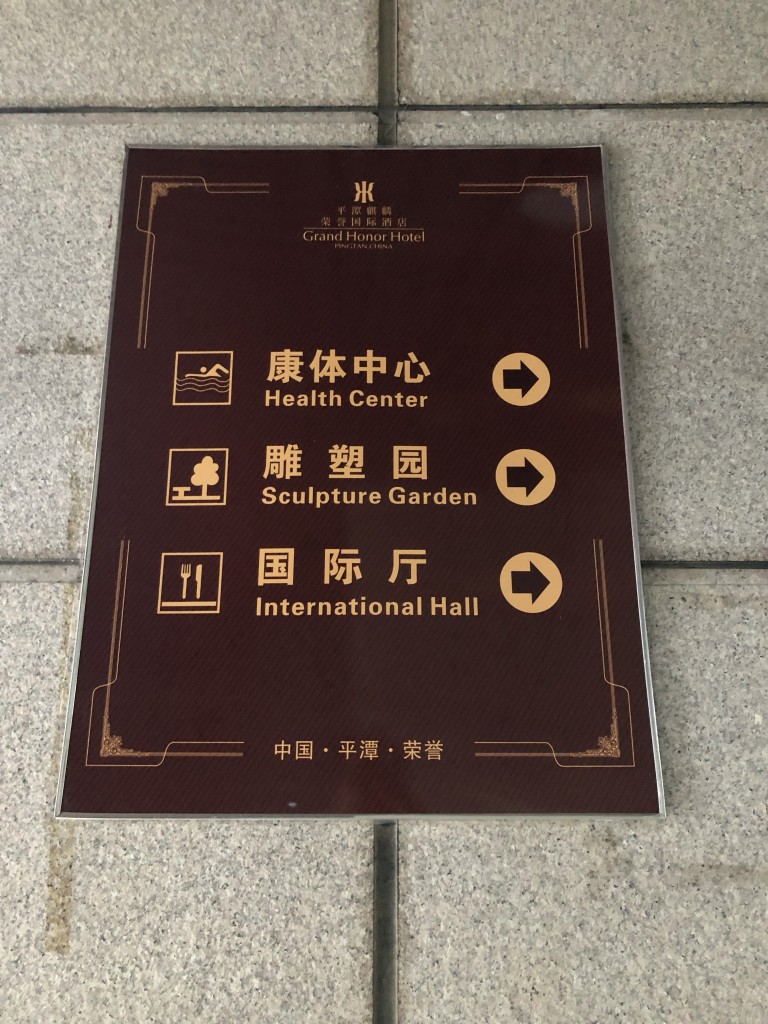 平潭麒麟
荣誉国际酒店
Grand Honor Hotel
PINGTAN, CHINA
康体中心
Health Center
雕塑园
Sculpture Garden
国际厅
International Hall
中国·平潭·荣誉